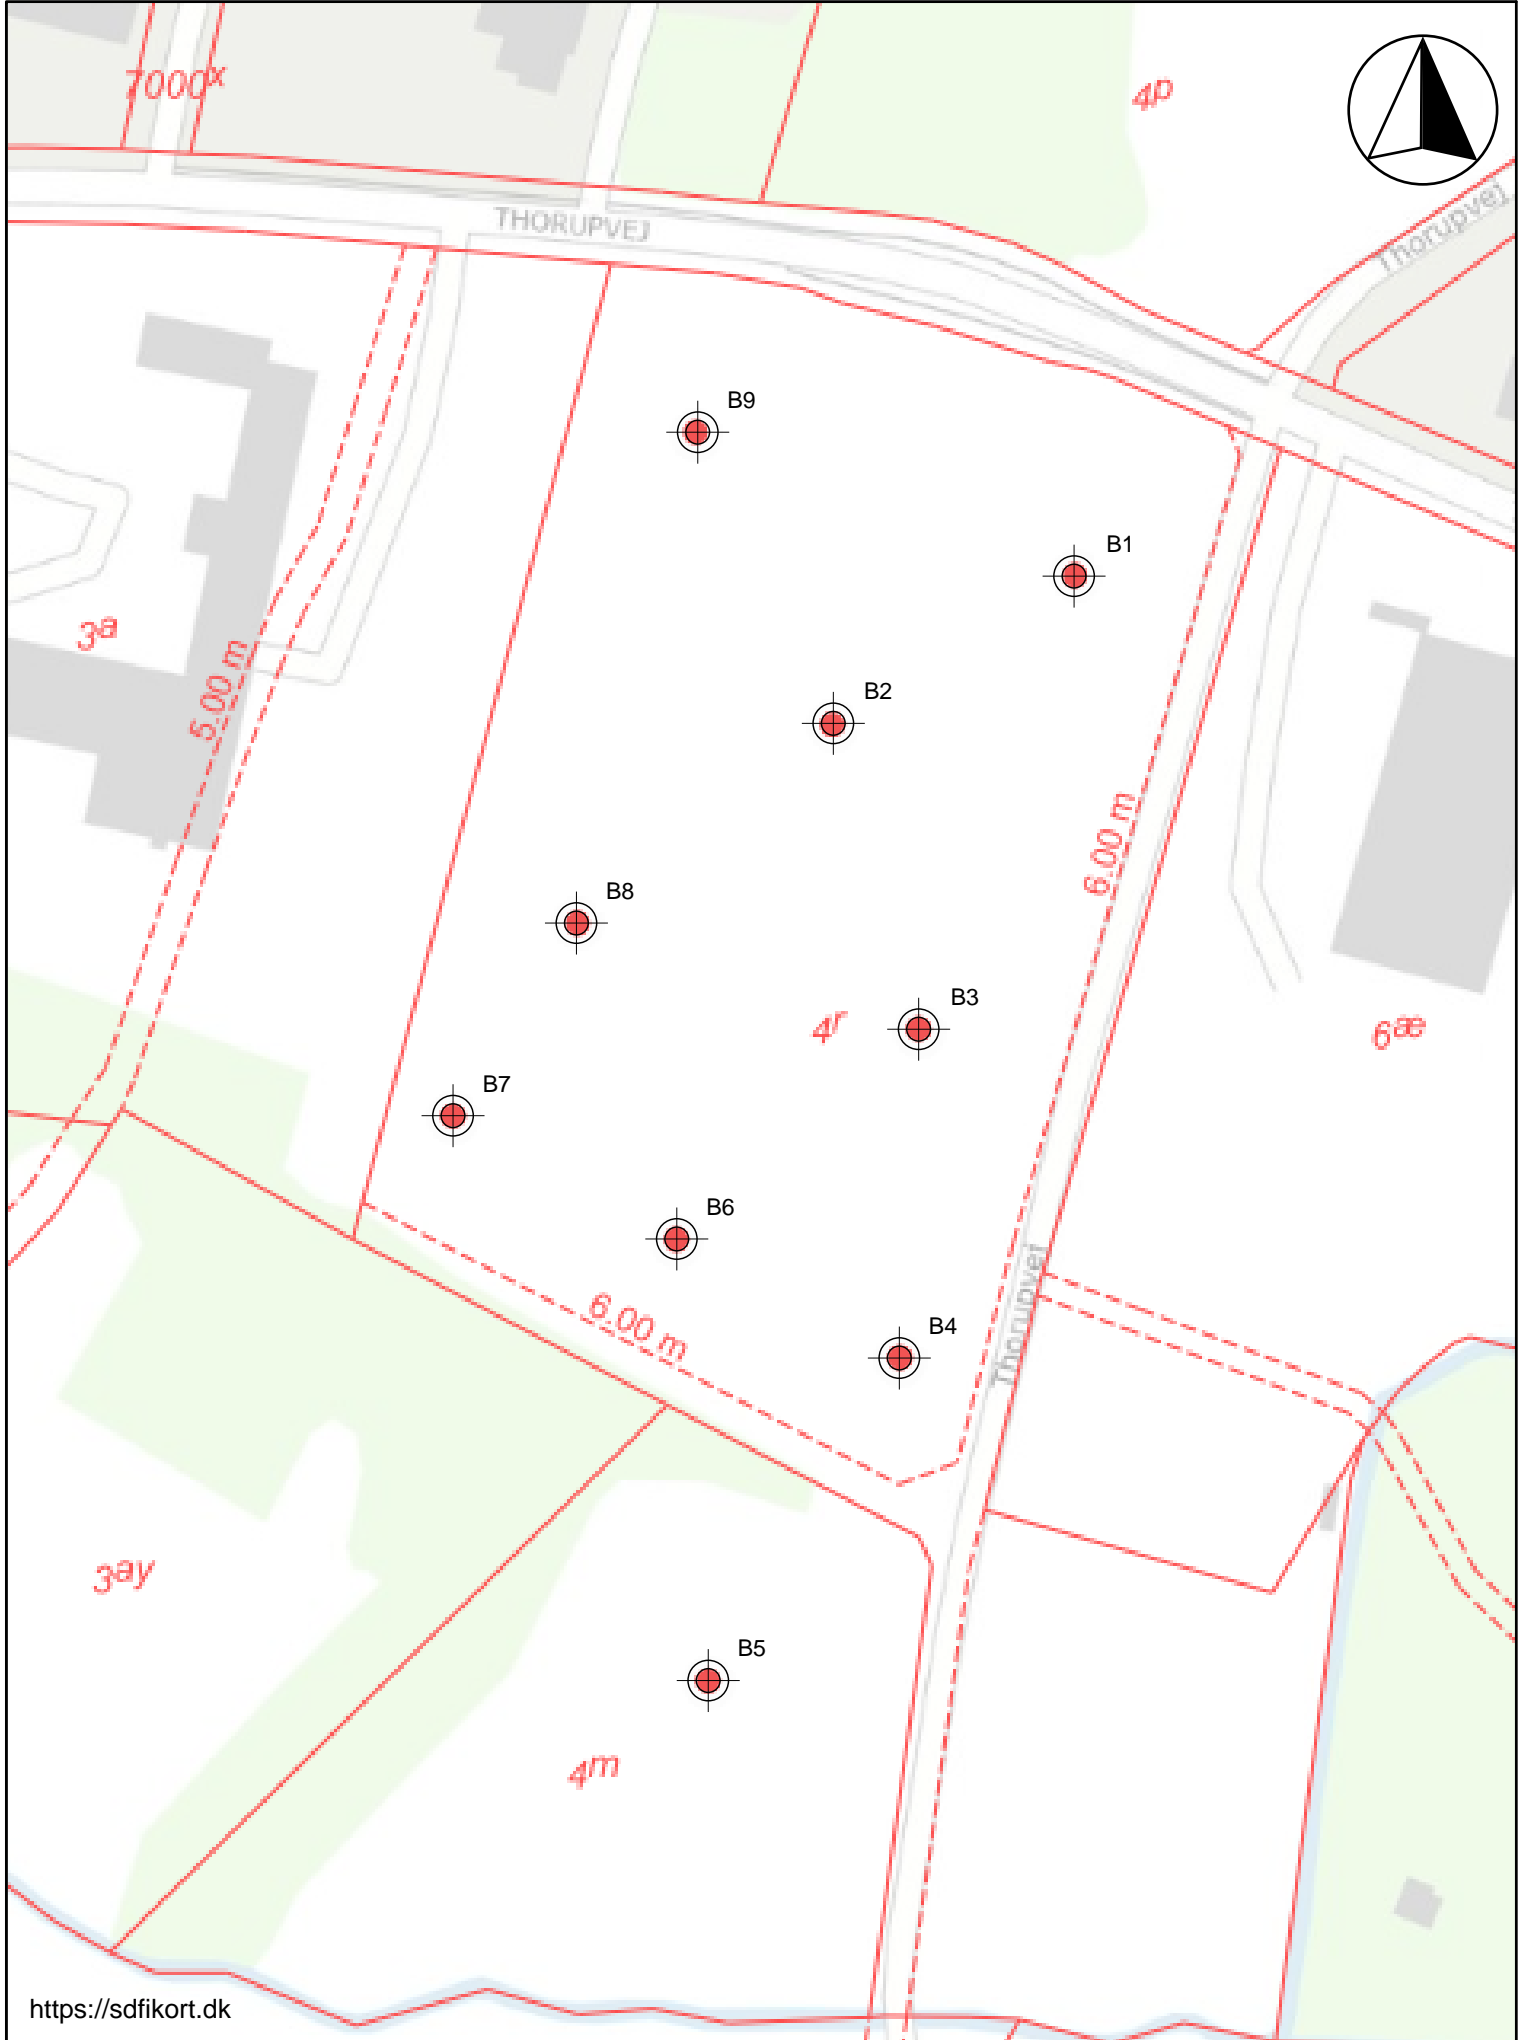 7000x
4p
THORUPVEJ
Thorupvej
B9
B1
3a
5.00 m
B2
6.00 m
B8
B3
4r
6æ
B7
B6
6.00 m
B4
Thorupvej
3ay
B5
4m
https://sdfikort.dk